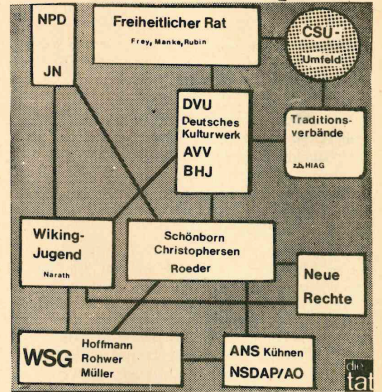 NPD
JN
Freiheitlicher Rat
Frey, Manke, Rubin
CSU-
Umfeld
DVU
Deutsches
Kulturwerk
AVV
BHJ
Traditions-
verbände
z.b. HIAG
Wiking-
Jugend
Narath
Schönborn
Christophersen
Roeder
Neue
Rechte
WSG Hoffmann
Rohwer
Müller
ANS Kühnen
NSDAP/AO
die
tat